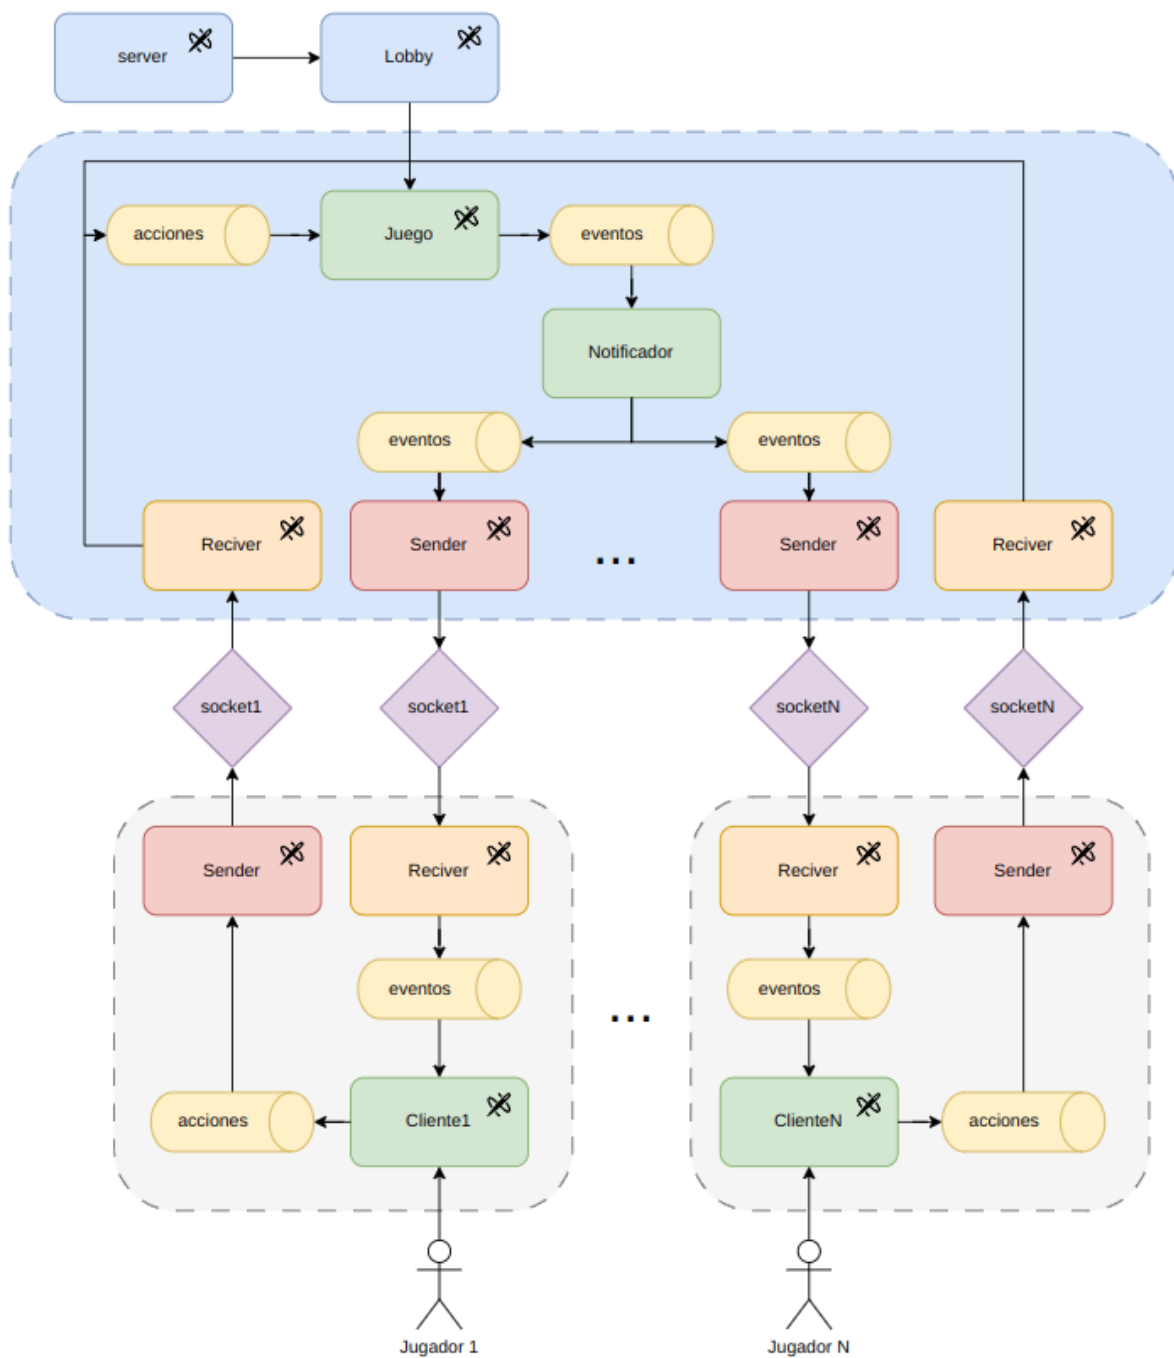 server
Lobby
acciones
Juego
eventos
Notificador
eventos
eventos
Reciver
Sender
...
Sender
Reciver
socket1
socket1
socketN
socketN
Sender
Reciver
Reciver
Sender
eventos
...
eventos
acciones
Cliente1
ClienteN
acciones
Jugador 1
Jugador N